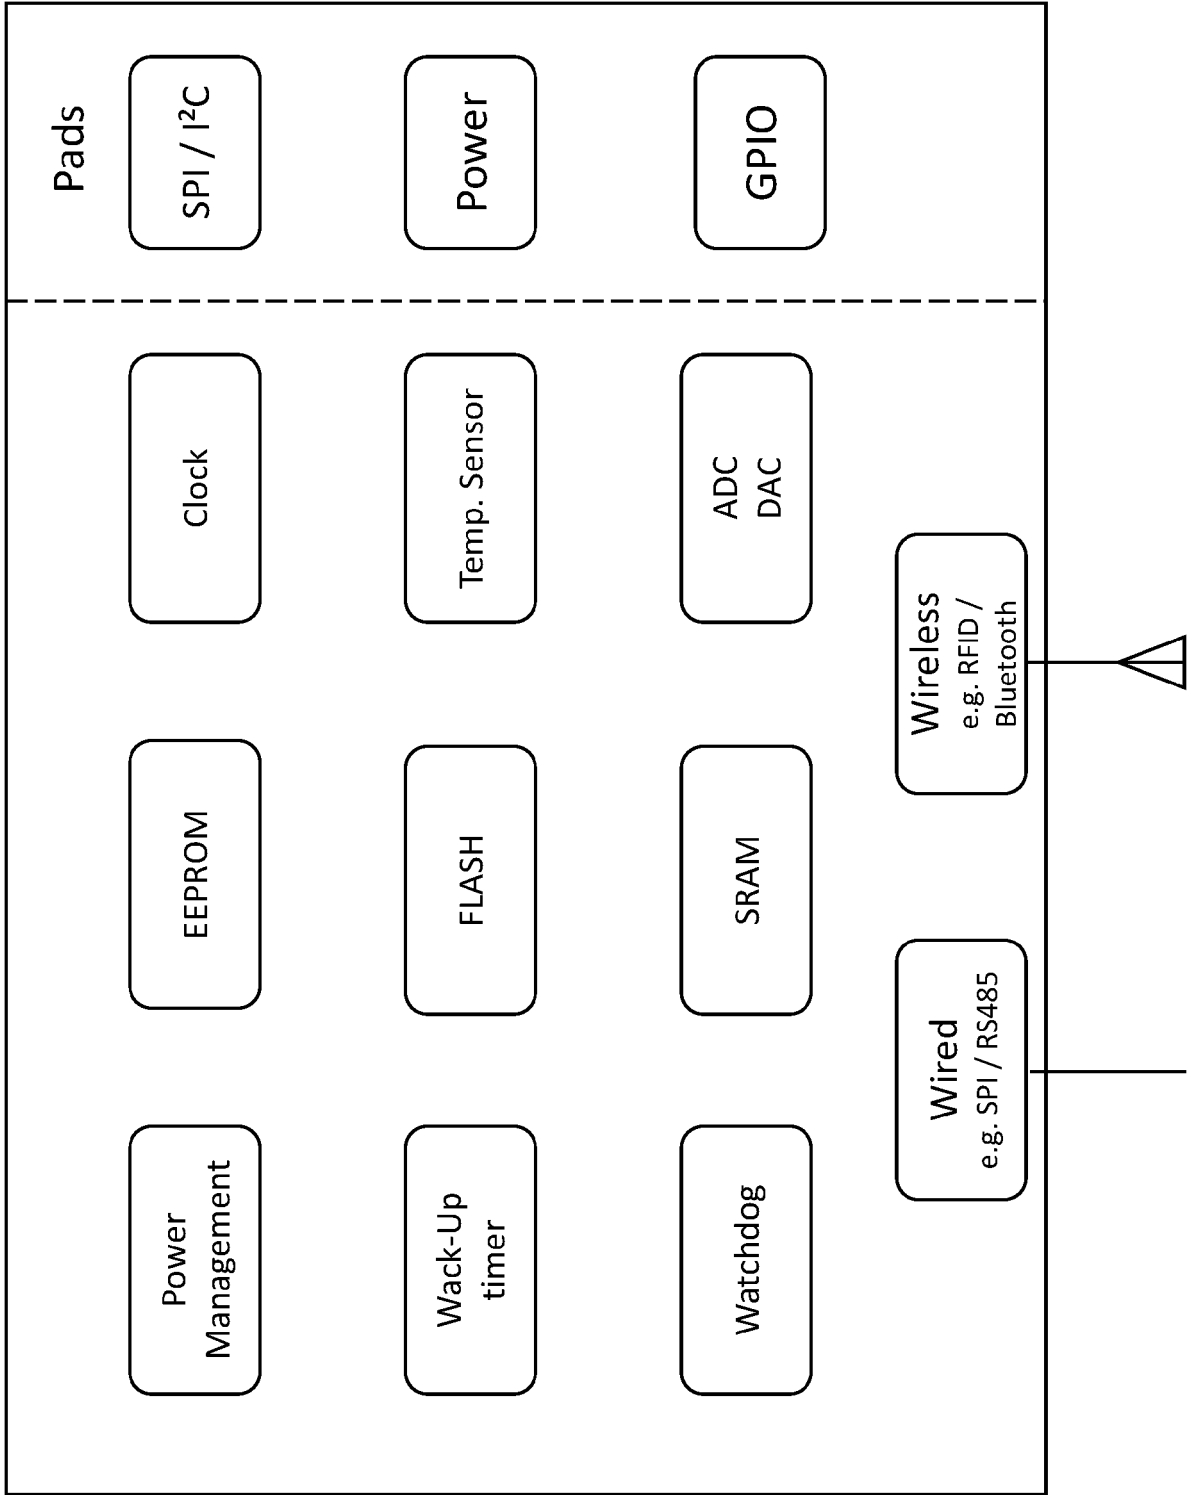 Pads
Power
Management
EEPROM
Clock
SPI / I²C
Wack-Up
timer
FLASH
Temp. Sensor
Power
Watchdog
SRAM
ADC
DAC
GPIO
Wired
e.g. SPI / RS485
Wireless
e.g. RFID /
Bluetooth